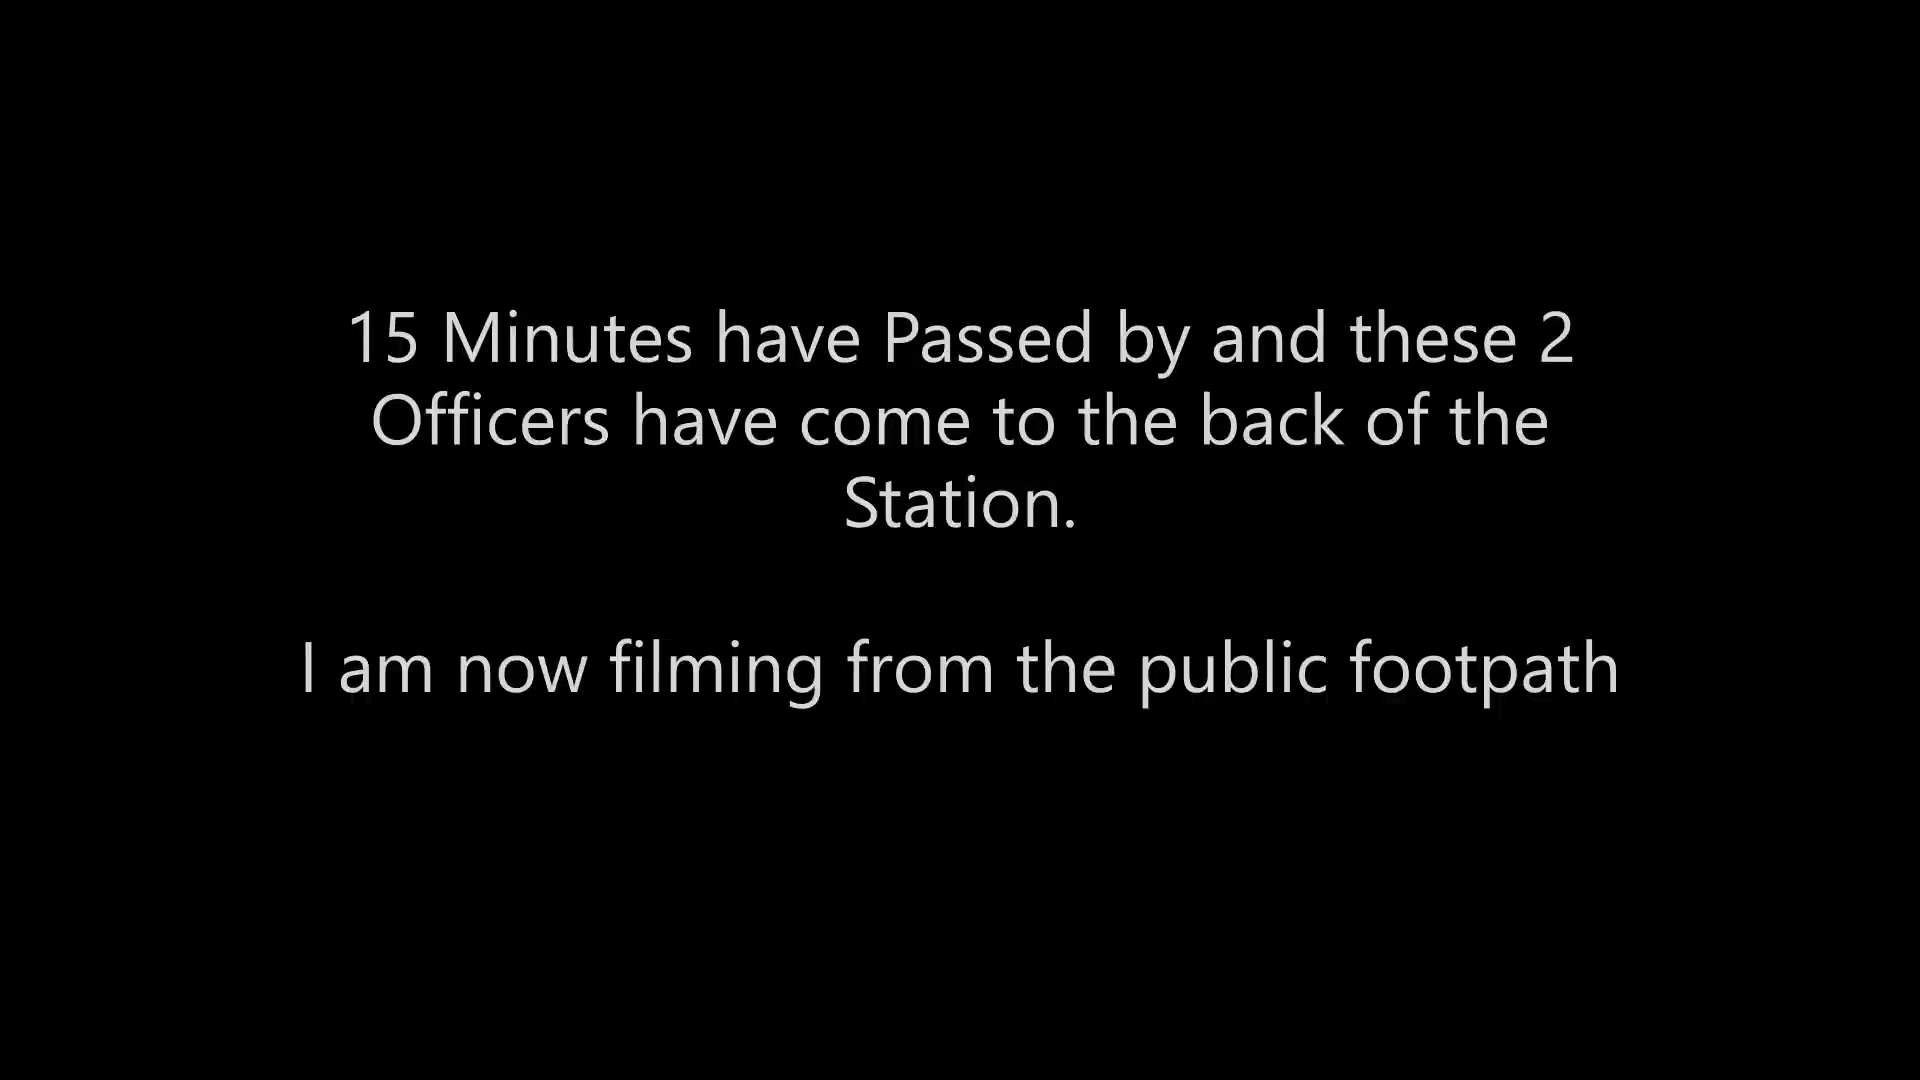 15 Minutes have Passed by and these 2
Officers have come to the back of the
Station.
I am now filming from the public footpath